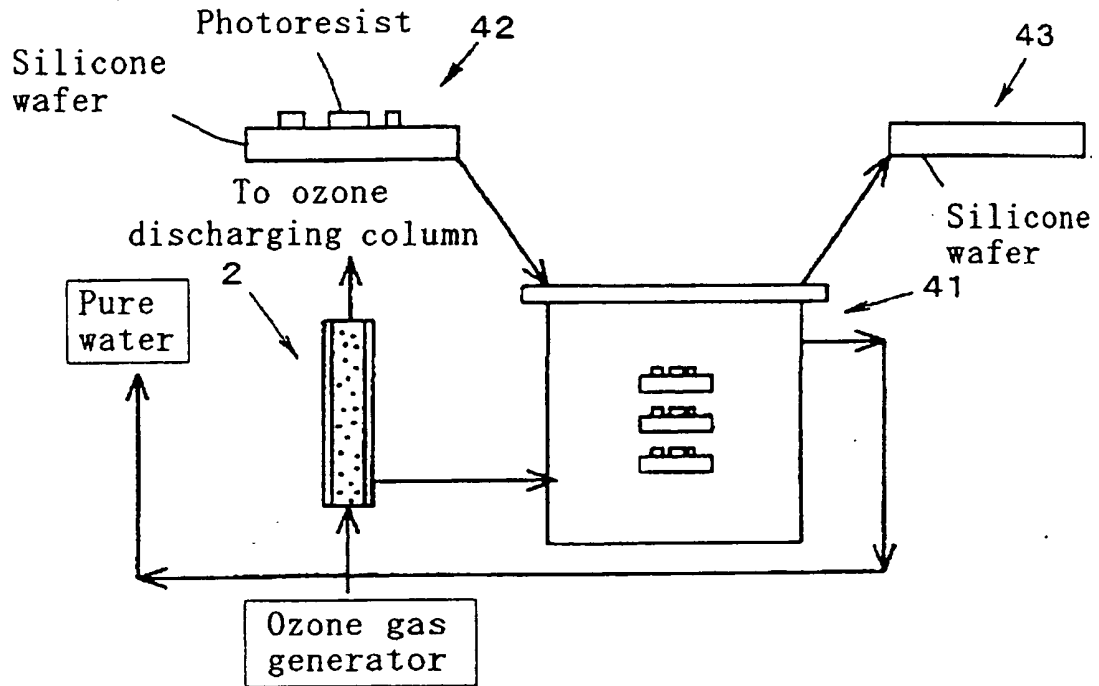 Photoresist
42
43
Silicone
wafer
To ozone
discharging column
2
Silicone
wafer
41
Pure
water
Ozone gas
generator